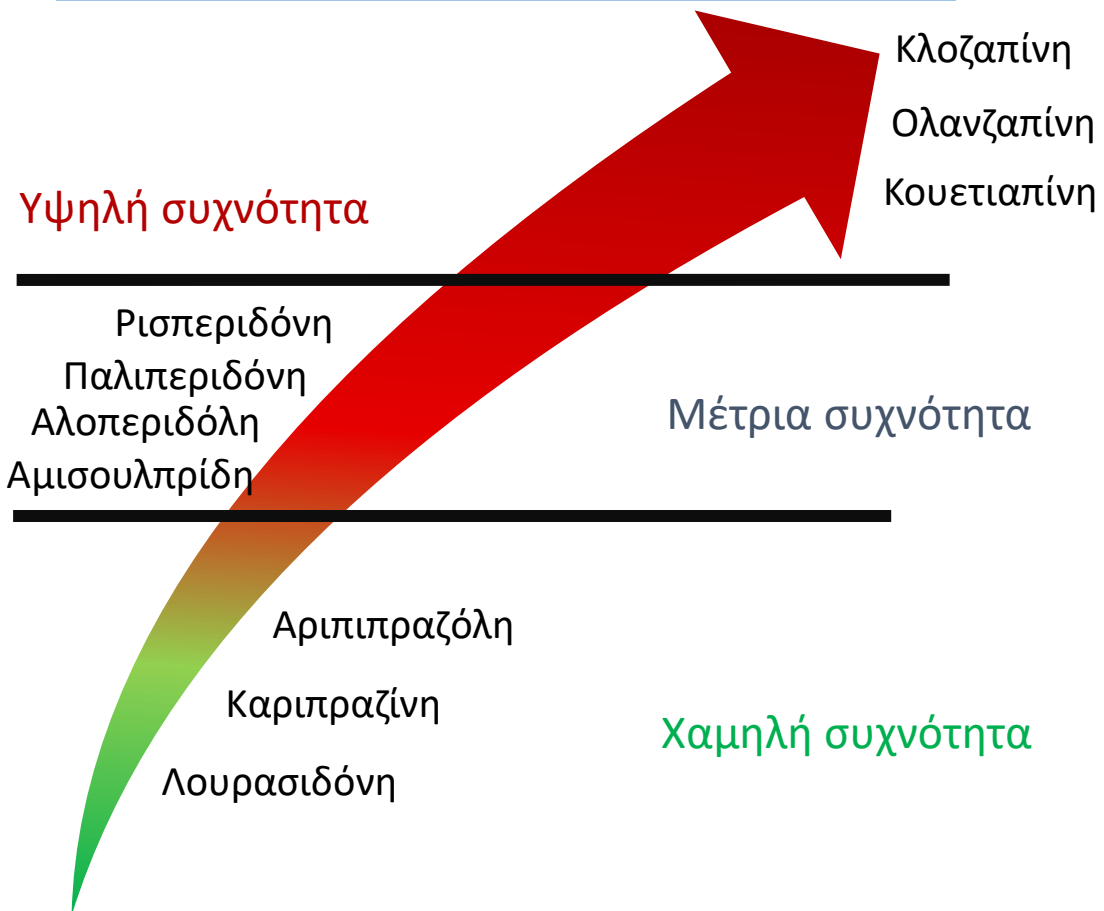 Κλοζαπίνη
Ολανζαπίνη
Κουετιαπίνη
Υψηλή συχνότητα
Ρισπεριδόνη
Παλιπεριδόνη
Αλοπεριδόλη
Αμισουλπρίδη
Μέτρια συχνότητα
Αριπιπραζόλη
Καριπραζίνη
Λουρασιδόνη
Χαμηλή συχνότητα